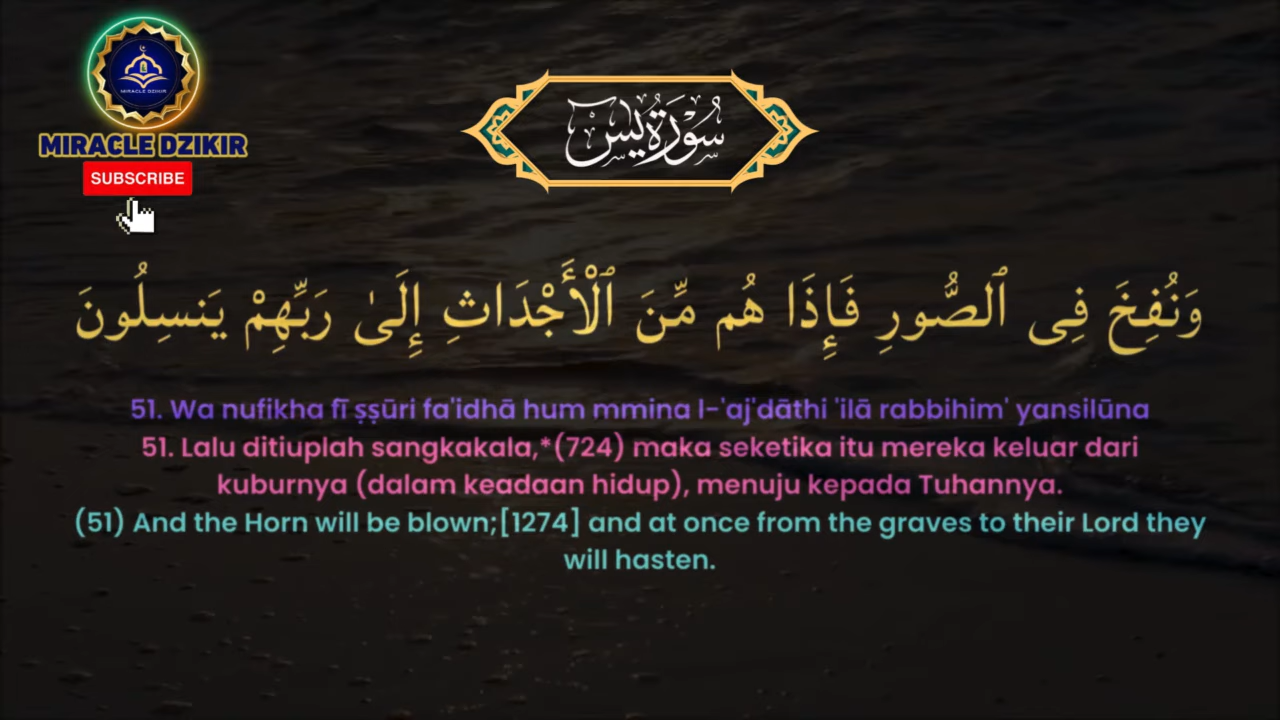 MIRACLE DZIKIR
MIRACLE DZIKIR
SUBSCRIBE
سُورَةُ يس
وَنُفِخَ فِى ٱلصُّورِ فَإِذَا هُم مِّنَ ٱلْأَجْدَاثِ إِلَىٰ رَبِّهِمْ يَنسِلُونَ
51. Wa nufikha fī ṣṣūri fa'idhā hum mmina l-'aj'dāthi 'ilā rabbihim' yansilūna
51. Lalu ditiuplah sangkakala,*(724) maka seketika itu mereka keluar dari
kuburnya (dalam keadaan hidup), menuju kepada Tuhannya.
(51) And the Horn will be blown;[1274] and at once from the graves to their Lord they
will hasten.